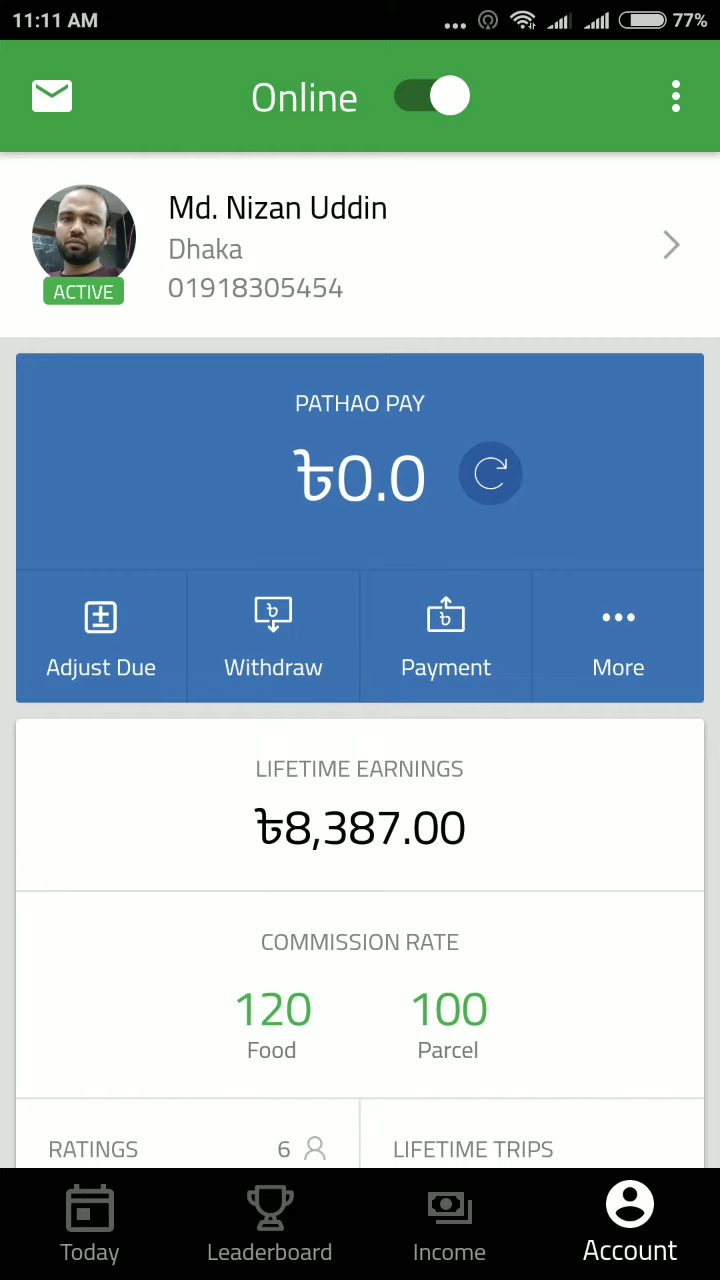 11:11 AM
77%
Online
Md. Nizan Uddin
Dhaka
ACTIVE
01918305454
PATHAO PAY
৳0.0
Adjust Due
Withdraw
Payment
More
LIFETIME EARNINGS
৳8,387.00
COMMISSION RATE
120
100
Food
Parcel
RATINGS
6
LIFETIME TRIPS
Today
Leaderboard
Income
Account